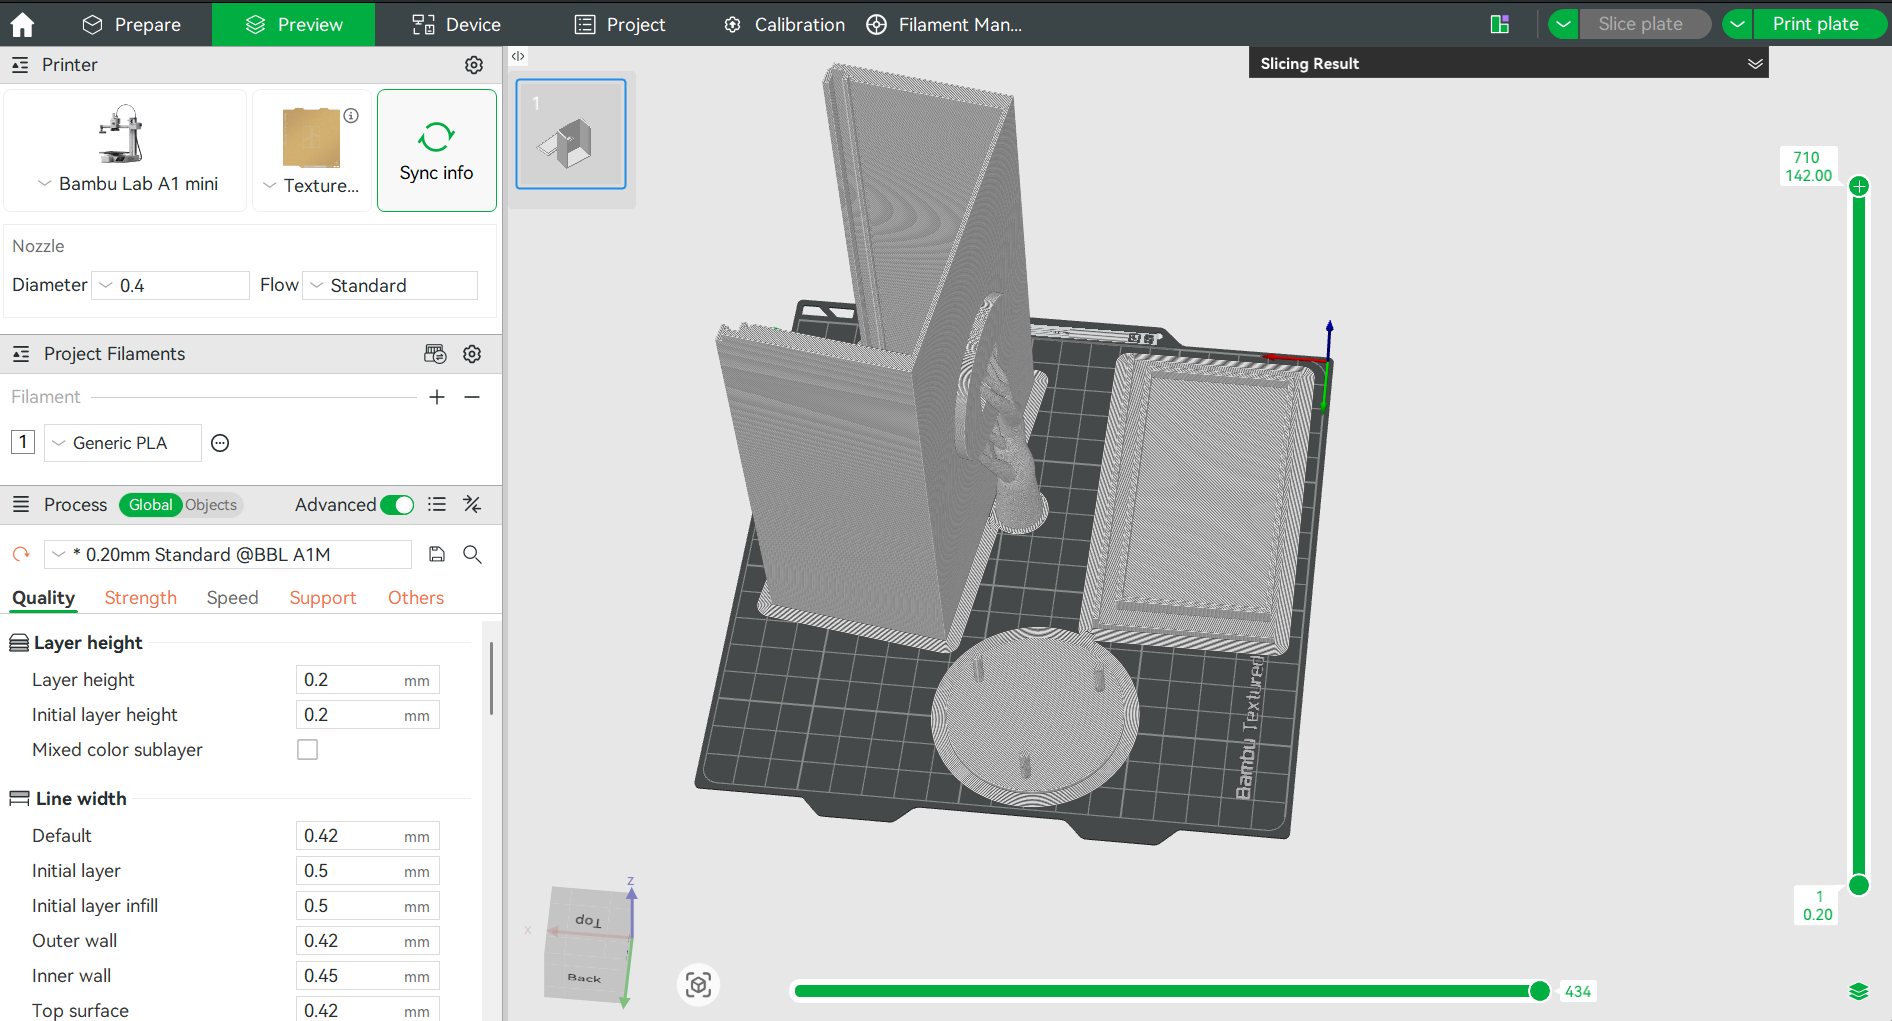 Prepare
Preview
Device
Project
Calibration
Filament Man...
Slice plate
Print plate
Printer
Bambu Lab A1 mini
Texture...
Sync info
Nozzle
Diameter
0.4
Flow
Standard
Project Filaments
Filament
1
Generic PLA
Process
Global
Objects
Advanced
* 0.20mm Standard @BBL A1M
Quality
Strength
Speed
Support
Others
Layer height
Layer height
0.2
mm
Initial layer height
0.2
mm
Mixed color sublayer
Line width
Default
0.42
mm
Initial layer
0.5
mm
Initial layer infill
0.5
mm
Outer wall
0.42
mm
Inner wall
0.45
mm
Top surface
0.42
mm
1
Slicing Result
710
142.00
1
0.20
Bambu Textured
Z
X
Top
Back
434